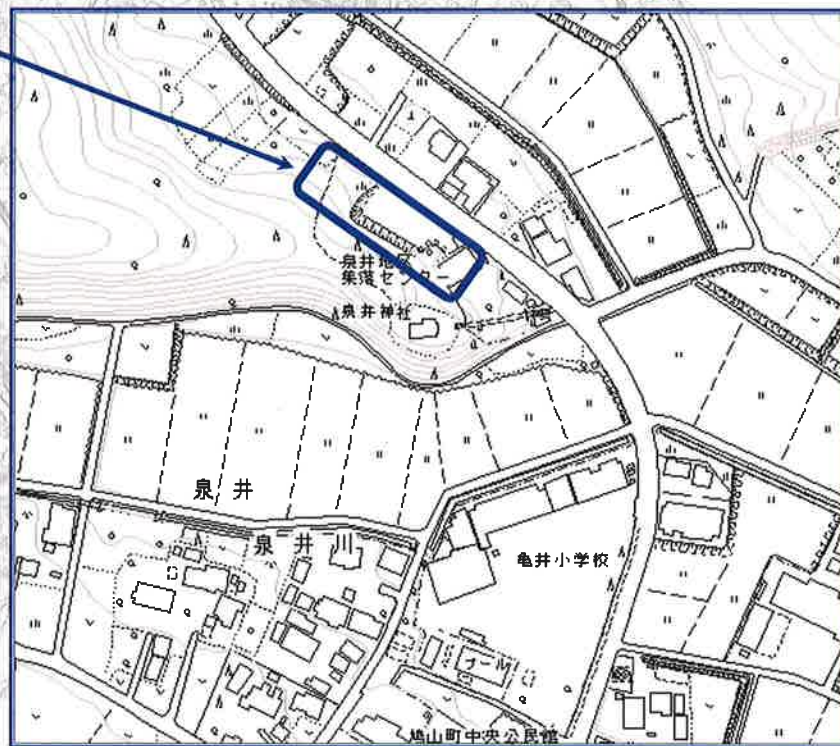 泉井地区
集落センター
泉井神社
泉井
泉井川
亀井小学校
プール
鳩山町中央公民館